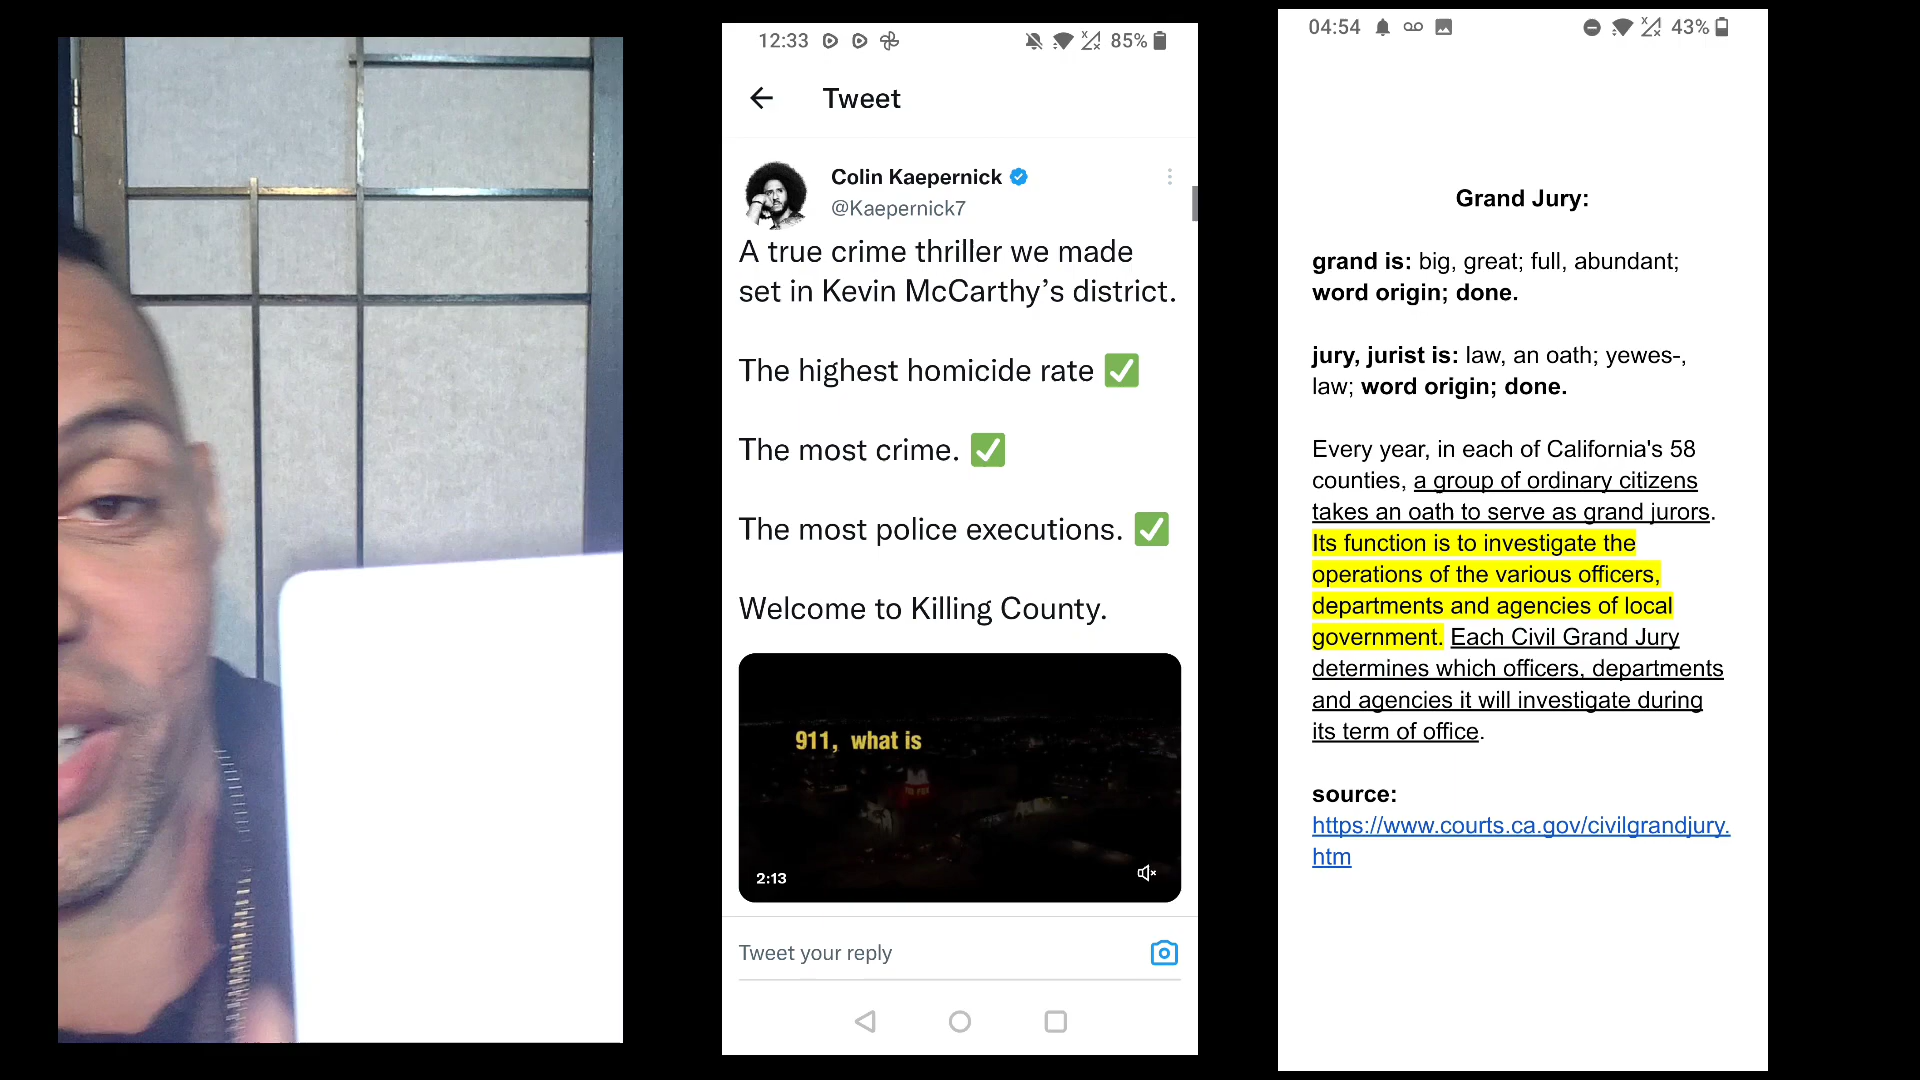 12:33
85%
Tweet
Colin Kaepernick
@Kaepernick7
A true crime thriller we made
set in Kevin McCarthy’s district.
The highest homicide rate ✅
The most crime. ✅
The most police executions. ✅
Welcome to Killing County.
911, what is
2:13
Tweet your reply
04:54
43%
Grand Jury:
grand is: big, great; full, abundant;
word origin; done.
jury, jurist is: law, an oath; yewes-,
law; word origin; done.
Every year, in each of California's 58
counties, a group of ordinary citizens
takes an oath to serve as grand jurors.
Its function is to investigate the
operations of the various officers,
departments and agencies of local
government. Each Civil Grand Jury
determines which officers, departments
and agencies it will investigate during
its term of office.
source:
https://www.courts.ca.gov/civilgrandjury.
htm